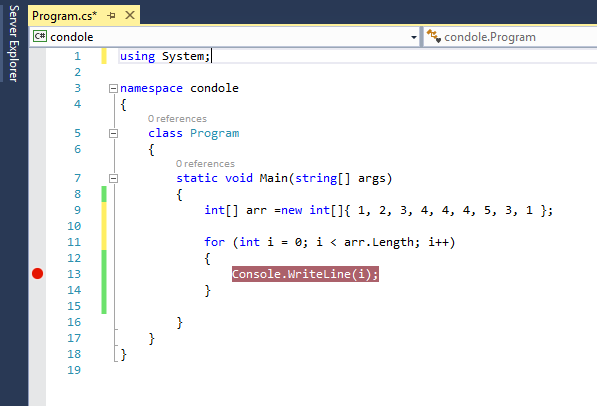 Server Explorer
Program.cs*
C# condole
condole.Program
1 using System;
2
3 namespace condole
4 {
0 references
5 class Program
6 {
0 references
7 static void Main(string[] args)
8 {
9 int[] arr =new int[]{ 1, 2, 3, 4, 4, 4, 5, 3, 1 };
10
11 for (int i = 0; i < arr.Length; i++)
12 {
13 Console.WriteLine(i);
14 }
15
16 }
17 }
18 }
19